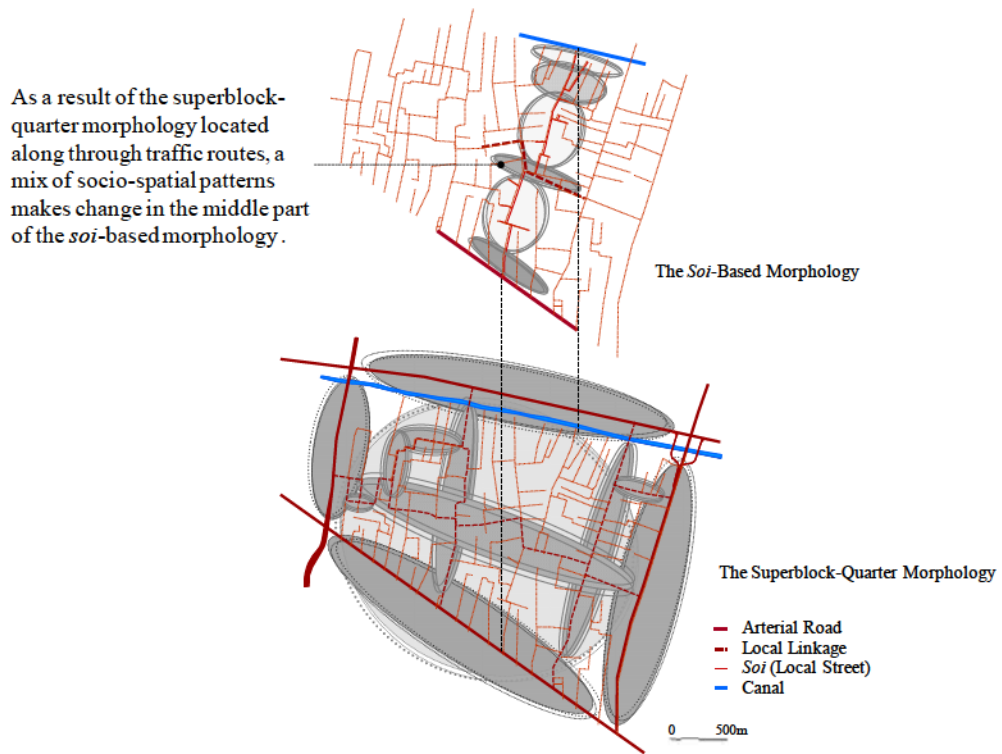 As a result of the superblock-
quarter morphology located
along through traffic routes, a
mix of socio-spatial patterns
makes change in the middle part
of the soi-based morphology .
The Soi-Based Morphology
The Superblock-Quarter Morphology
Arterial Road
Local Linkage
Soi (Local Street)
Canal
0 500m